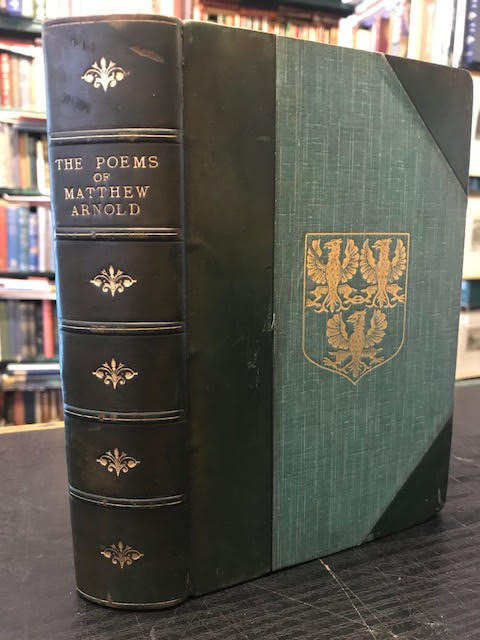 THE POEMS
OF
MATTHEW
ARNOLD